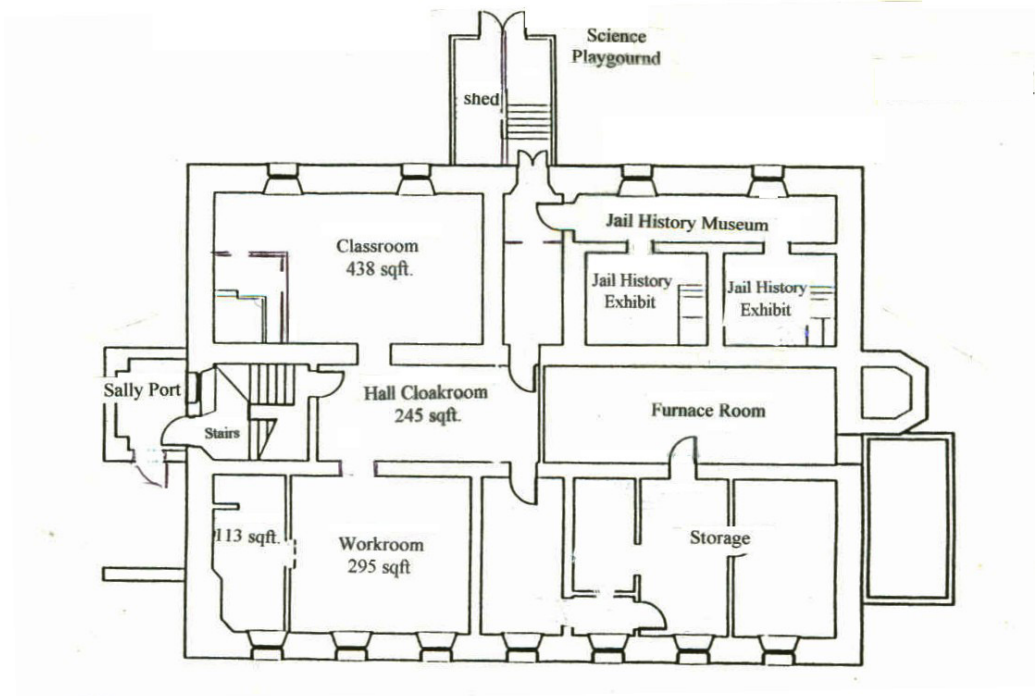 Science
Playgournd
shed
Jail History Museum
Classroom
438 sqft.
Jail History
Exhibit
Jail History
Exhibit
Sally Port
Hall Cloakroom
245 sqft.
Furnace Room
Stairs
113 sqft.
Workroom
295 sqft
Storage